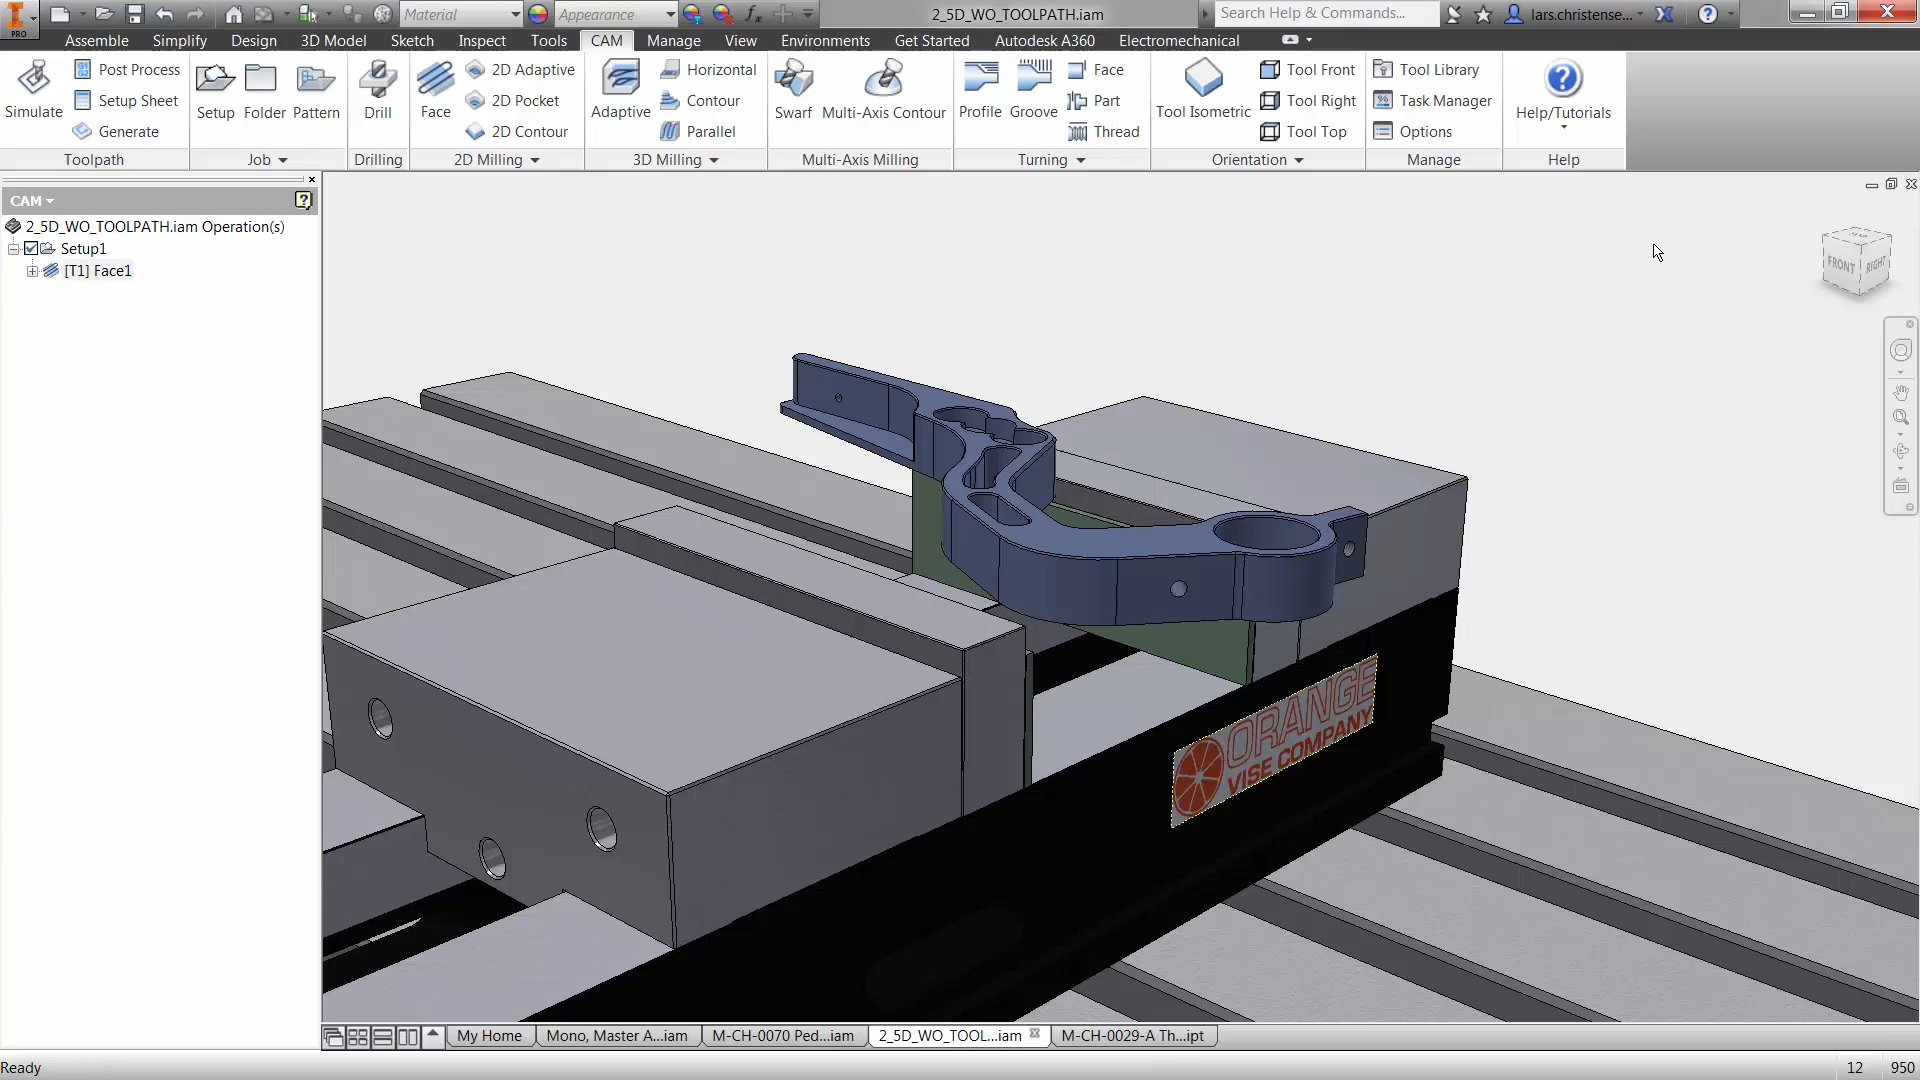 PRO
Material
Appearance
2_5D_WO_TOOLPATH.iam
Search Help & Commands...
lars.christense...
Assemble Simplify Design 3D Model Sketch Inspect Tools CAM Manage View Environments Get Started Autodesk A360 Electromechanical
Simulate
Post Process
Setup Sheet
Generate
Toolpath
Setup
Folder
Pattern
Job
Drill
Drilling
Face
2D Adaptive
2D Pocket
2D Contour
2D Milling
Adaptive
Horizontal
Contour
Parallel
3D Milling
Swarf
Multi-Axis Contour
Multi-Axis Milling
Profile
Groove
Face
Part
Thread
Turning
Tool Isometric
Tool Front
Tool Right
Tool Top
Orientation
Tool Library
Task Manager
Options
Manage
Help/Tutorials
Help
CAM
2_5D_WO_TOOLPATH.iam Operation(s)
Setup1
[T1] Face1
FRONT
RIGHT
ORANGE
VISE COMPANY
My Home
Mono, Master A...iam
M-CH-0070 Ped...iam
2_5D_WO_TOOL...iam
M-CH-0029-A Th...ipt
Ready
12
950